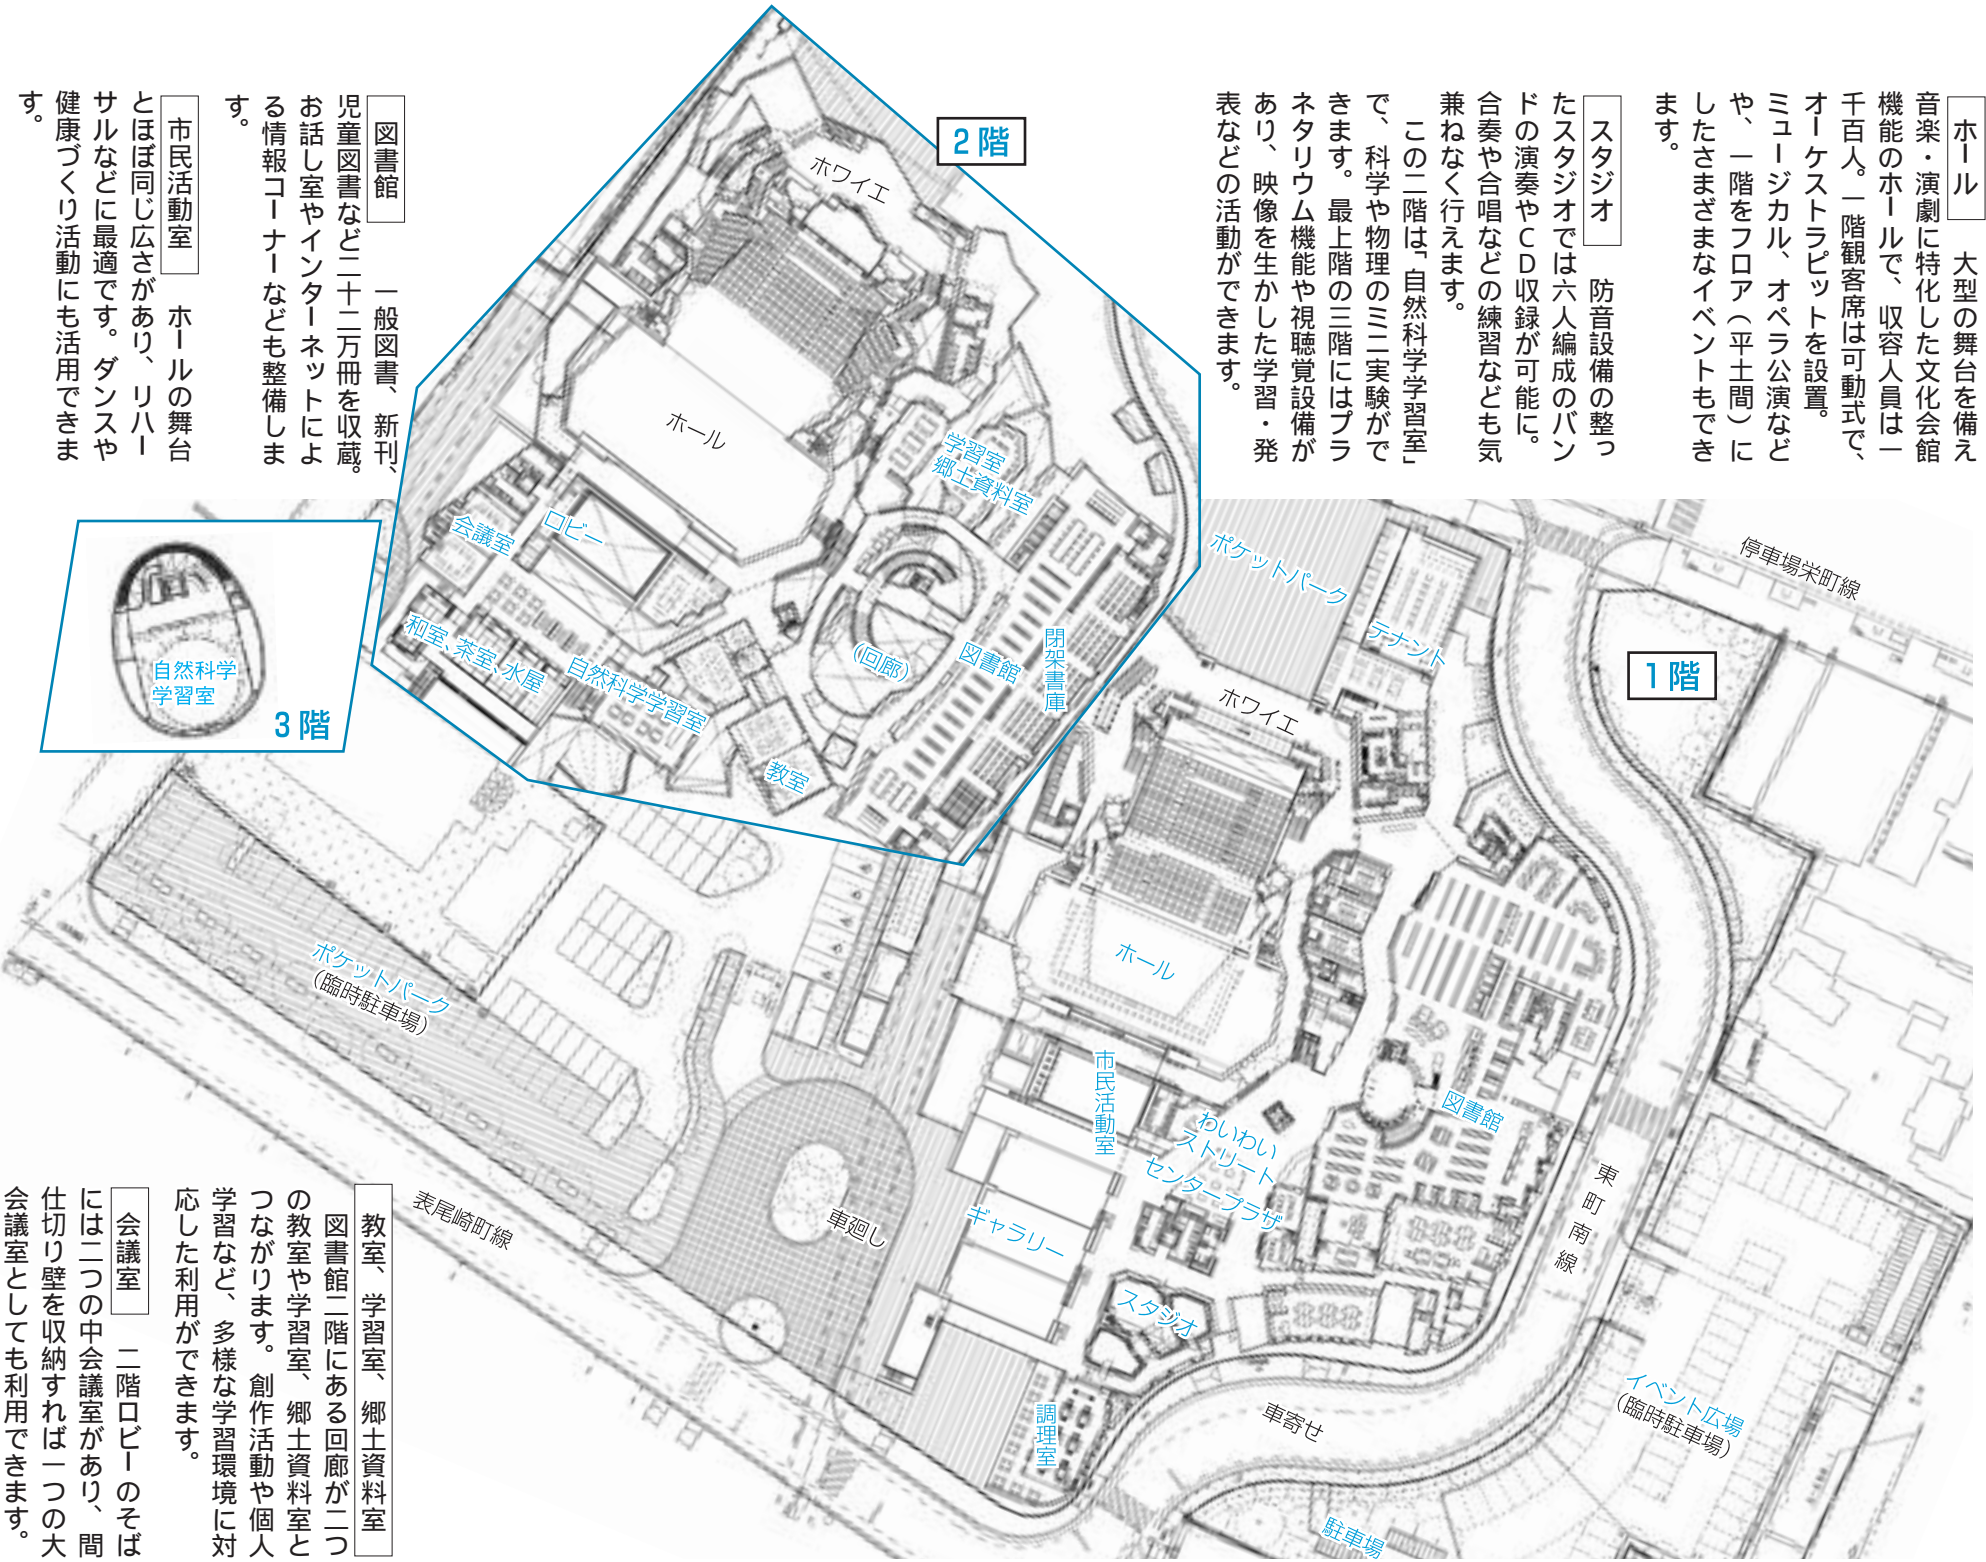 ホール　大型の舞台を備え
音楽・演劇に特化した文化会館
機能のホールで、収容人員は一
千百人。一階観客席は可動式で、
オーケストラピットを設置。
ミュージカル、オペラ公演など
や、一階をフロア（平土間）に
したさまざまなイベントもでき
ます。
スタジオ　防音設備の整っ
たスタジオでは六人編成のバン
ドの演奏やCD収録が可能に。
合奏や合唱などの練習なども気
兼ねなく行えます。
　この二階は、「自然科学学習室」
で、科学や物理のミニ実験がで
きます。最上階の三階にはプラ
ネタリウム機能や視聴覚設備が
あり、映像を生かした学習・発
表などの活動ができます。
図書館　一般図書、新刊、
児童図書など二十二万冊を収蔵。
お話し室やインターネットによ
る情報コーナーなども整備しま
す。
市民活動室　ホールの舞台
とほぼ同じ広さがあり、リハー
サルなどに最適です。ダンスや
健康づくり活動にも活用できま
す。
2階
ホワイエ
ホール
学習室
郷土資料室
会議室
ロビー
和室、茶室、水屋
自然科学学習室
教室
(回廊)
図書館
閉架書庫
自然科学
学習室
3階
1階
停車場栄町線
ポケットパーク
テナント
ホワイエ
ホール
ポケットパーク
(臨時駐車場)
市民活動室
わいわい
ストリート
センタープラザ
図書館
東町南線
ギャラリー
スタジオ
車廻し
表尾崎町線
調理室
車寄せ
イベント広場
(臨時駐車場)
駐車場
教室、学習室、郷土資料室
　図書館二階にある回廊が二つ
の教室や学習室、郷土資料室と
つながります。創作活動や個人
学習など、多様な学習環境に対
応した利用ができます。
会議室　二階ロビーのそば
には二つの中会議室があり、間
仕切り壁を収納すれば一つの大
会議室としても利用できます。